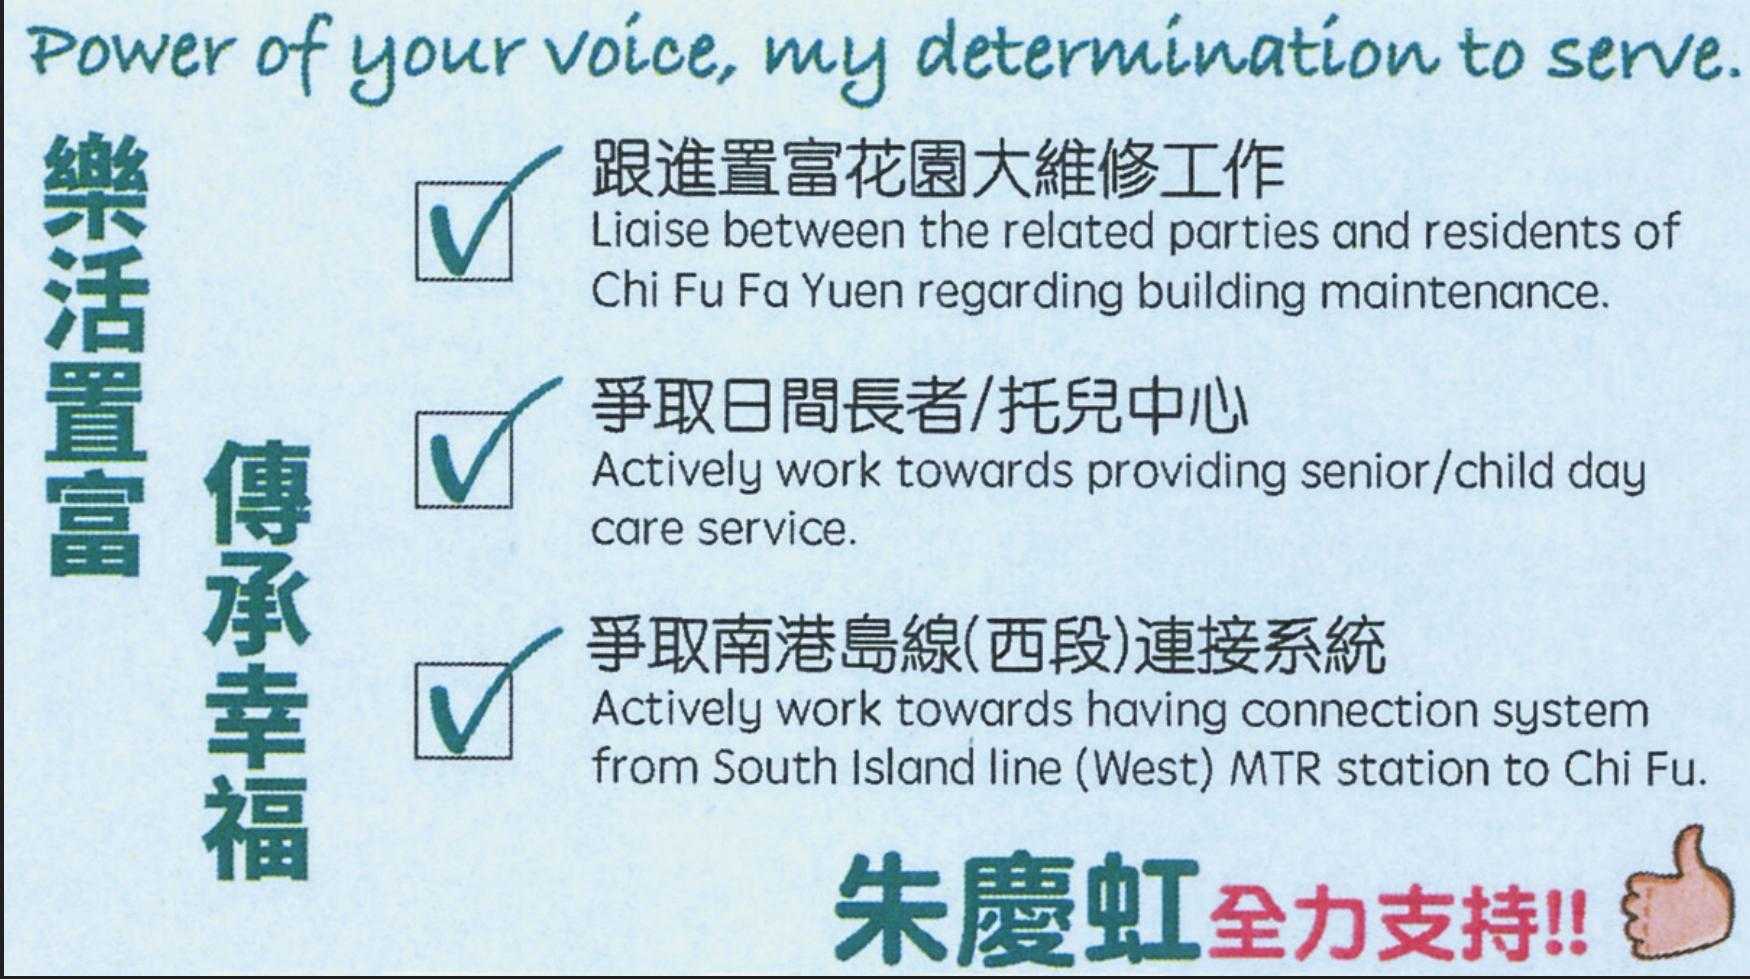 Power of your voice, my determination to serve.
樂活置富
傳承幸福
跟進置富花園大維修工作
Liaise between the related parties and residents of
Chi Fu Fa Yuen regarding building maintenance.
爭取日間長者/托兒中心
Actively work towards providing senior/child day
care service.
爭取南港島線(西段)連接系統
Actively work towards having connection system
from South Island line (West) MTR station to Chi Fu.
朱慶虹全力支持!!